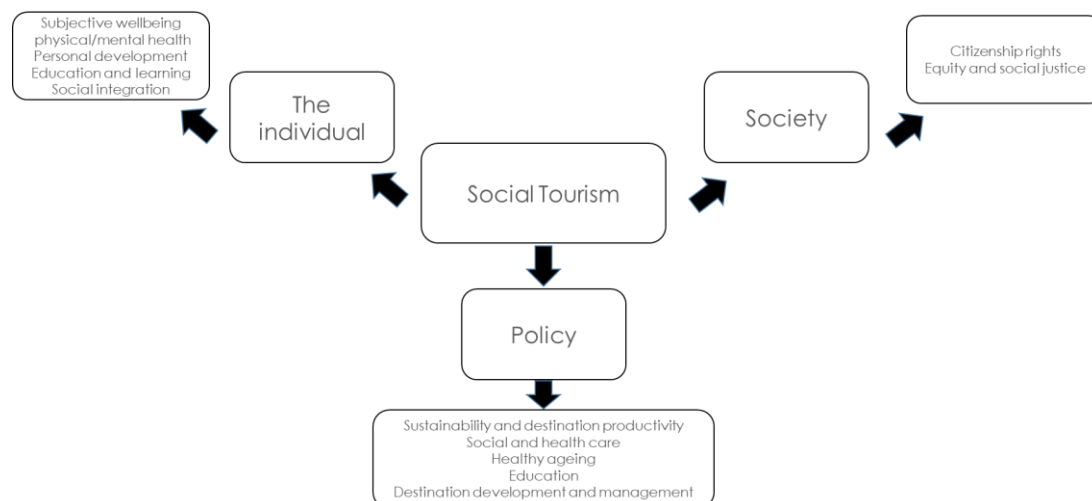 Subjective wellbeing
physical/mental health
Personal development
Education and learning
Social integration
The
individual
Social Tourism
Society
Citizenship rights
Equity and social justice
Policy
Sustainability and destination productivity
Social and health care
Healthy ageing
Education
Destination development and management